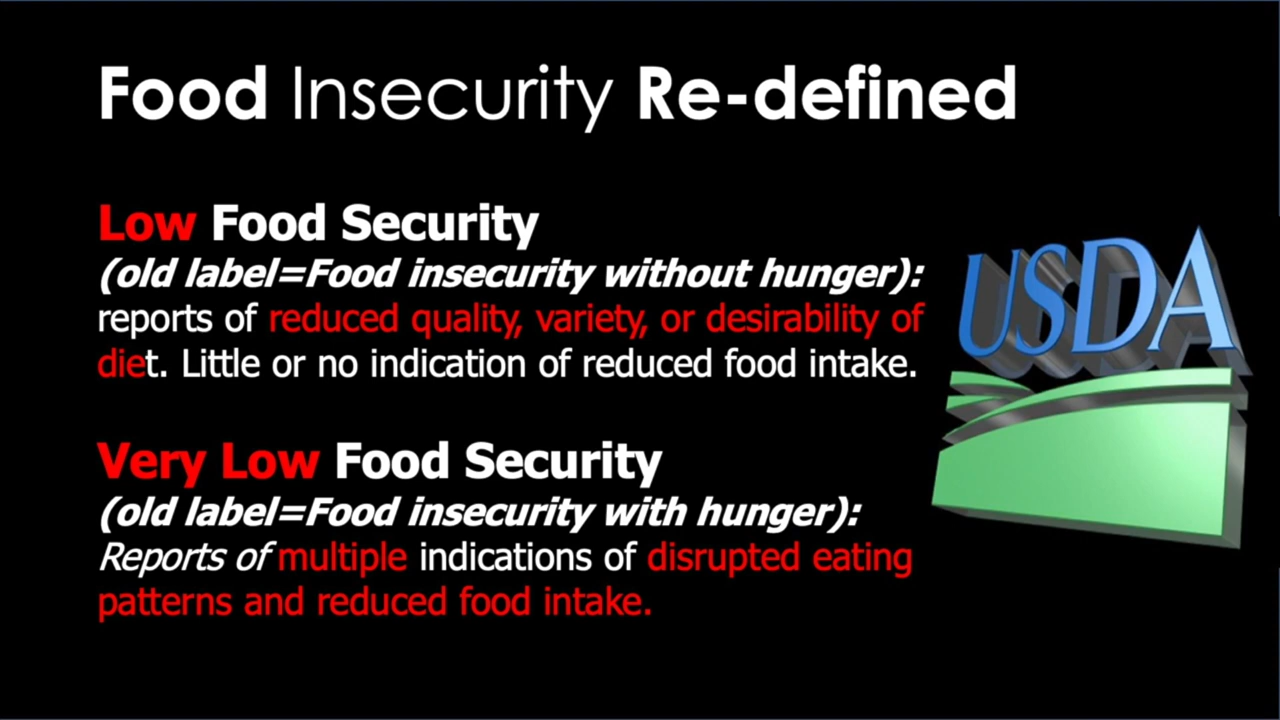 Food Insecurity Re-defined
Low Food Security
(old label=Food insecurity without hunger):
reports of reduced quality, variety, or desirability of
diet. Little or no indication of reduced food intake.
USDA
Very Low Food Security
(old label=Food insecurity with hunger):
Reports of multiple indications of disrupted eating
patterns and reduced food intake.